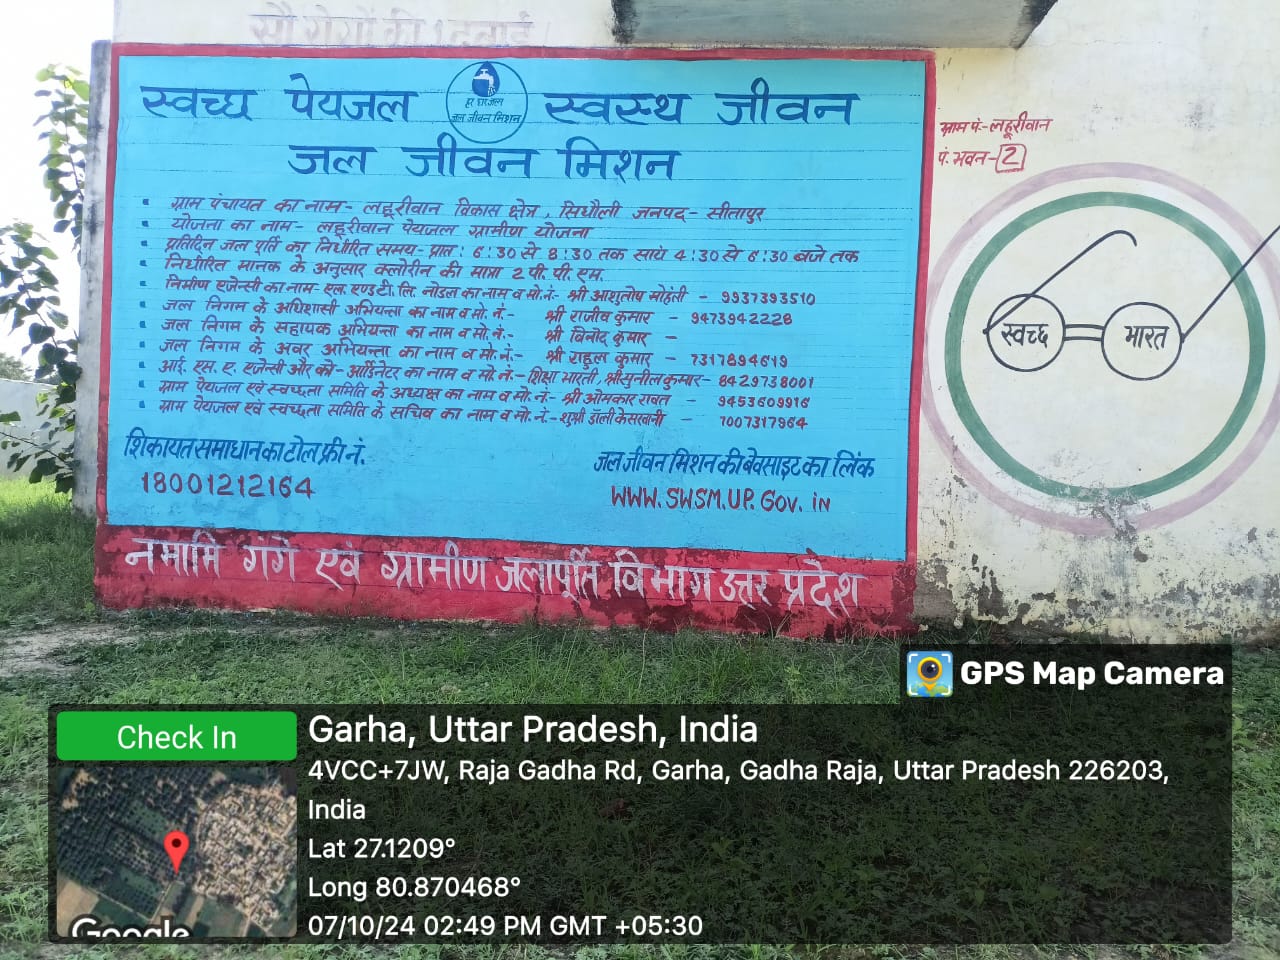 स्वच्छ पेयजल
हर घर जल
जल जीवन मिशन
स्वस्थ जीवन
जल जीवन मिशन
ग्राम पंचायत का नाम- लहूरीवान विकास क्षेत्र, सिधौली जनपद- सीतापुर
योजना का नाम- लहूरीवान पेयजल ग्रामीण योजना
प्रतिदिन जल पूर्ति का निर्धारित समय- प्रात: 6:30 से 8:30 तक सायं 4:30 से 6:30 बजे तक
निर्धारित मानक के अनुसार क्लोरीन की मात्रा 2 पी. पी. एम.
निर्माण एजेन्सी का नाम- एल. एण्ड टी. लि. नोडल का नाम व मो.नं:- श्री आशुतोष मोहंती - 9937393510
जल निगम के अधिशासी अभियन्ता का नाम व मो. नं.- श्री राजीव कुमार - 9473942228
जल निगम के सहायक अभियन्ता का नाम व मो. नं.- श्री विनोद कुमार -
जल निगम के अवर अभियन्ता का नाम व मो. नं.- श्री राहुल कुमार - 7317894619
आई. एस. ए. एजेन्सी और को-आर्डिनेटर का नाम व मो. नं.- शिक्षा भारती, श्री सुनील कुमार- 8429738001
ग्राम पेयजल एवं स्वच्छता समिति के अध्यक्ष का नाम व मो. नं.- श्री ओमकार रावत - 9453609916
ग्राम पेयजल एवं स्वच्छता समिति के सचिव का नाम व मो. नं.- सुश्री डॉली केसरवानी - 7007317964
शिकायत समाधान का टोल फ्री नं.
18001212164
जल जीवन मिशन की बेवसाइट का लिंक
WWW. SWSM.UP. Gov. iN
नमामि गंगे एवं ग्रामीण जलापूर्ति विभाग उत्तर प्रदेश
ग्राम पं.- लहूरीवान
पं. भवन- 2
स्वच्छ भारत
GPS Map Camera
Check In
Garha, Uttar Pradesh, India
4VCC+7JW, Raja Gadha Rd, Garha, Gadha Raja, Uttar Pradesh 226203,
India
Lat 27.1209°
Long 80.870468°
07/10/24 02:49 PM GMT +05:30
Google